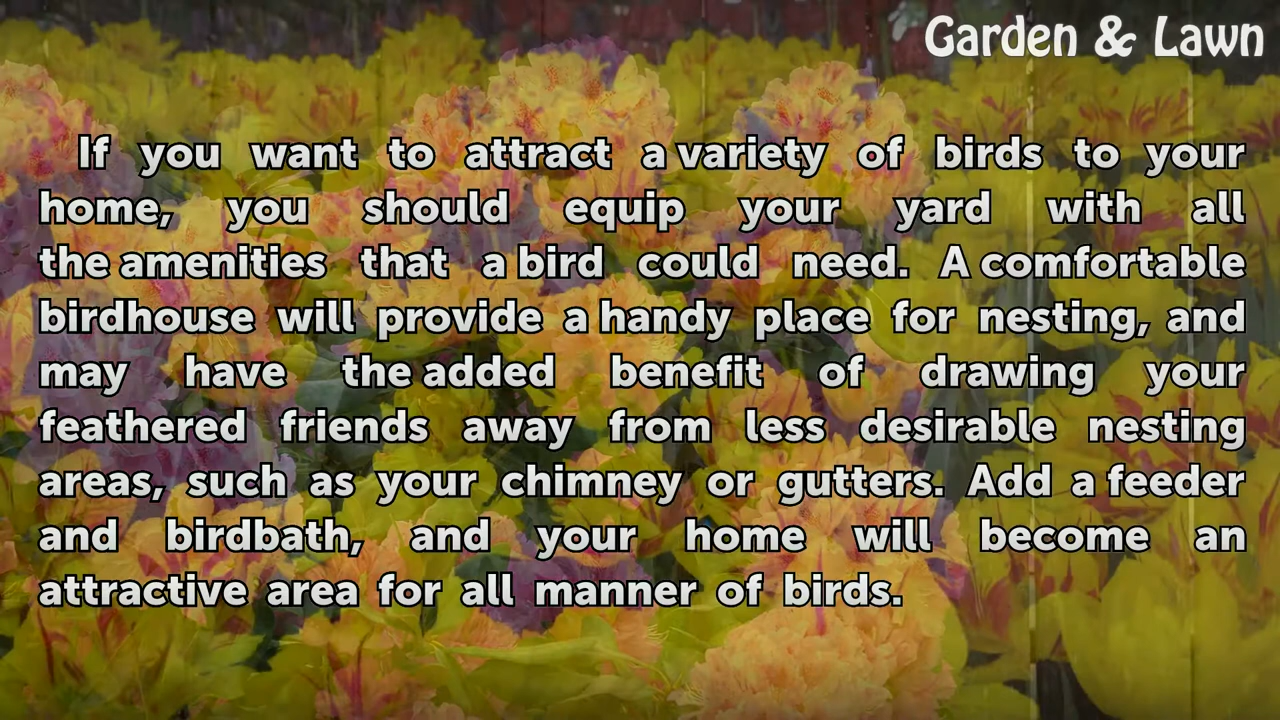 Garden & Lawn
If you want to attract a variety of birds to your
home, you should equip your yard with all
the amenities that a bird could need. A comfortable
birdhouse will provide a handy place for nesting, and
may have the added benefit of drawing your
feathered friends away from less desirable nesting
areas, such as your chimney or gutters. Add a feeder
and birdbath, and your home will become an
attractive area for all manner of birds.